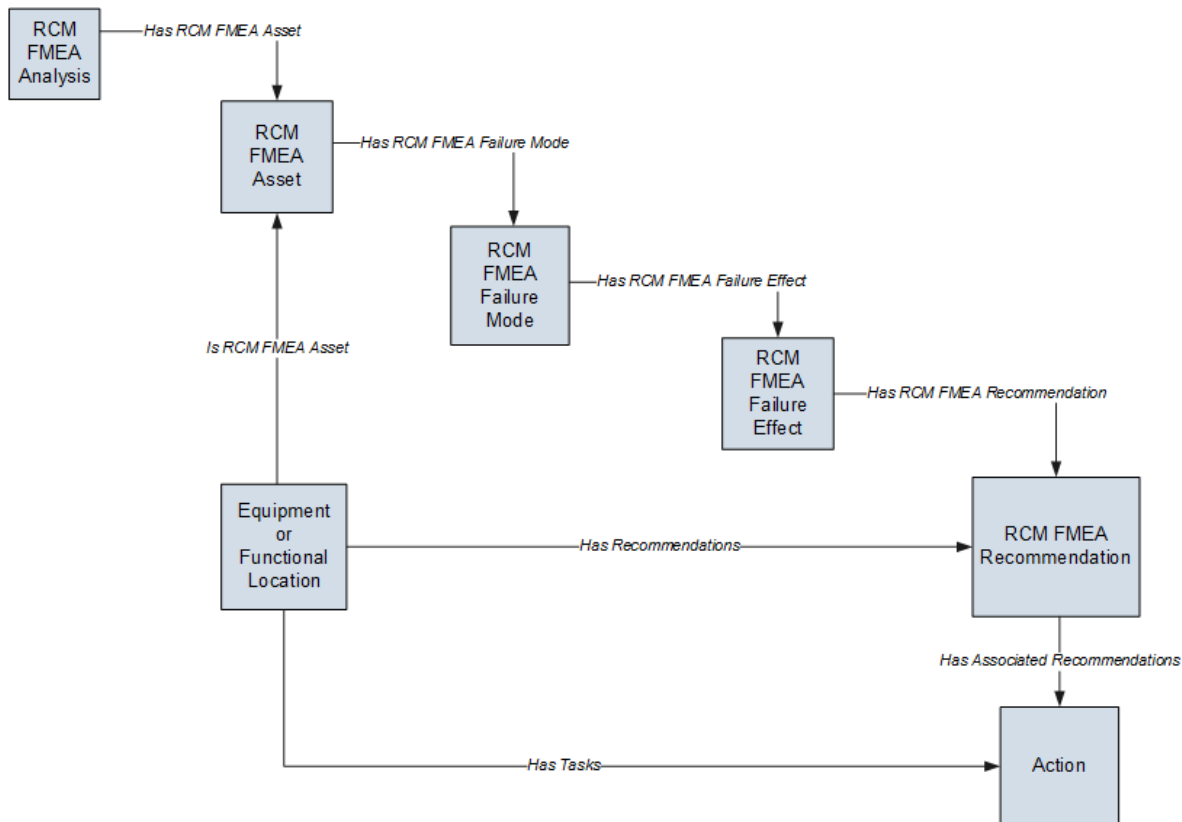 RCM
FMEA
Analysis
Has RCM FMEA Asset
RCM
FMEA
Asset
Has RCM FMEA Failure Mode
RCM
FMEA
Failure
Mode
Has RCM FMEA Failure Effect
Is RCM FMEA Asset
RCM
FMEA
Failure
Effect
Has RCM FMEA Recommendation
Equipment
or
Functional
Location
Has Recommendations
RCM FMEA
Recommendation
Has Associated Recommendations
Has Tasks
Action